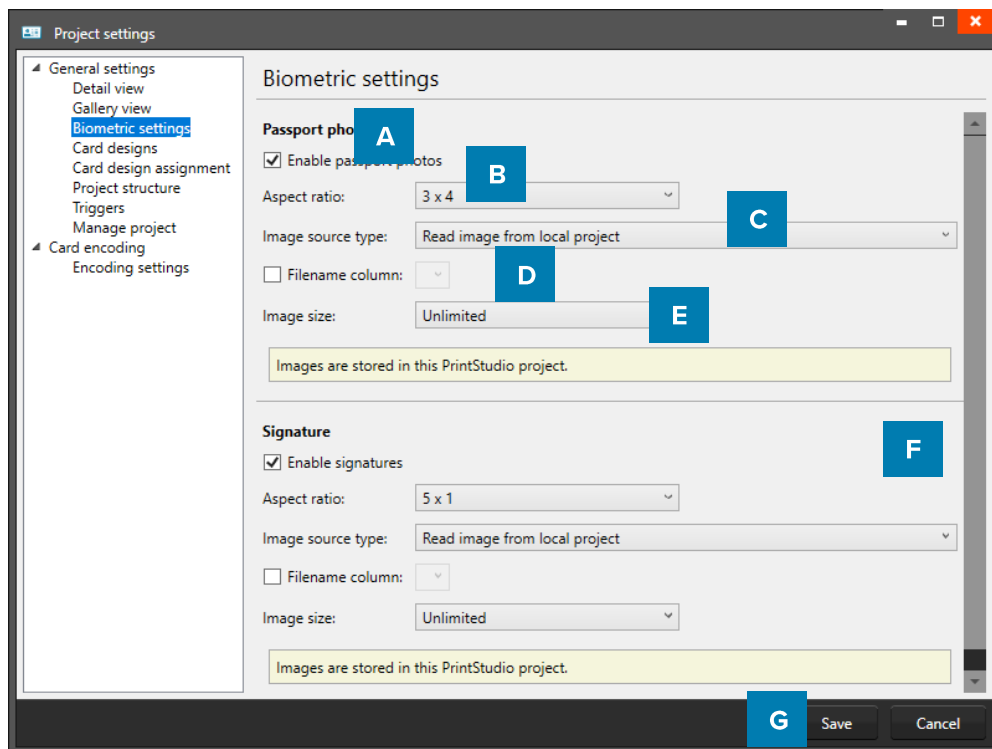 Project settings
General settings
Detail view
Gallery view
Biometric settings
Card designs
Card design assignment
Project structure
Triggers
Manage project
Card encoding
Encoding settings
Biometric settings
Passport pho
A
Enable passport photos
B
Aspect ratio: 3 x 4
C
Image source type: Read image from local project
Filename column:
D
Image size: Unlimited
E
Images are stored in this PrintStudio project.
Signature
F
Enable signatures
Aspect ratio: 5 x 1
Image source type: Read image from local project
Filename column:
Image size: Unlimited
Images are stored in this PrintStudio project.
G Save Cancel